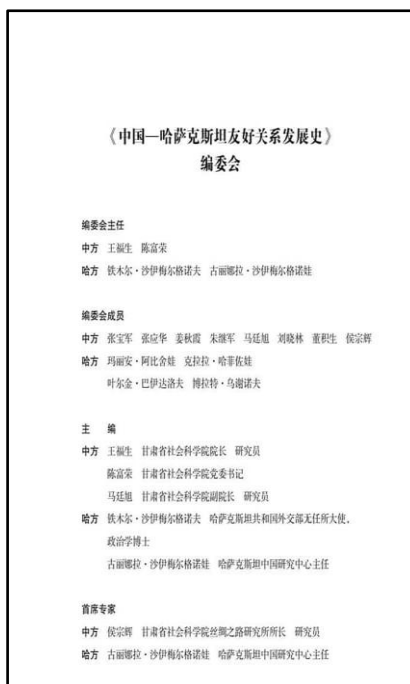 《中国—哈萨克斯坦友好关系发展史》
编委会
编委会主任
中方 王福生 陈富荣
哈方 铁木尔·沙伊梅尔格诺夫 古丽娜拉·沙伊梅尔格诺娃
编委会成员
中方 张宝军 张应华 姜秋霞 朱继军 马廷旭 刘晓林 董积生 侯宗辉
哈方 玛丽安·阿比舍娃 克拉拉·哈菲佐娃
叶尔金·巴伊达洛夫 博拉特·乌谢诺夫
主 编
中方 王福生 甘肃省社会科学院院长 研究员
陈富荣 甘肃省社会科学院党委书记
马廷旭 甘肃省社会科学院副院长 研究员
哈方 铁木尔·沙伊梅尔格诺夫 哈萨克斯坦共和国外交部无任所大使、
政治学博士
古丽娜拉·沙伊梅尔格诺娃 哈萨克斯坦中国研究中心主任
首席专家
中方 侯宗辉 甘肃省社会科学院丝绸之路研究所所长 研究员
哈方 古丽娜拉·沙伊梅尔格诺娃 哈萨克斯坦中国研究中心主任